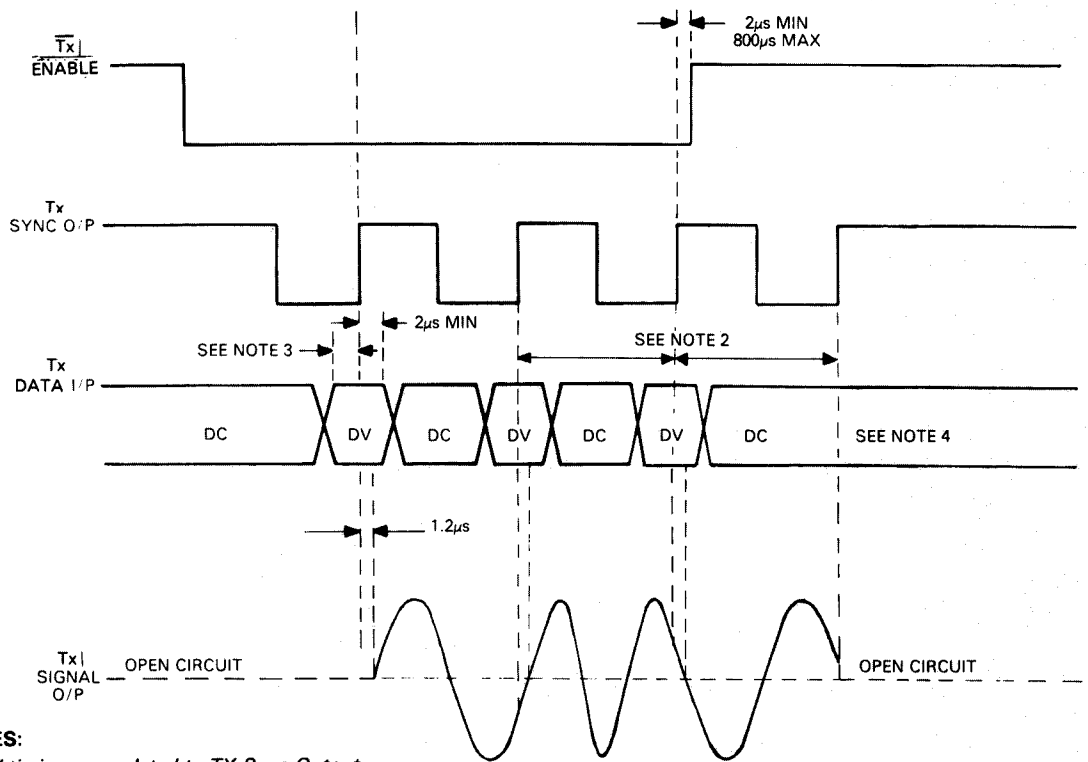 2µs MIN
800µs MAX
Tx
ENABLE
Tx
SYNC O/P
2µs MIN
SEE NOTE 3
SEE NOTE 2
Tx
DATA I/P
DC
DV
DC
DV
DC
DV
DC
SEE NOTE 4
1.2µs
Tx
SIGNAL
O/P
OPEN CIRCUIT
OPEN CIRCUIT
ES: